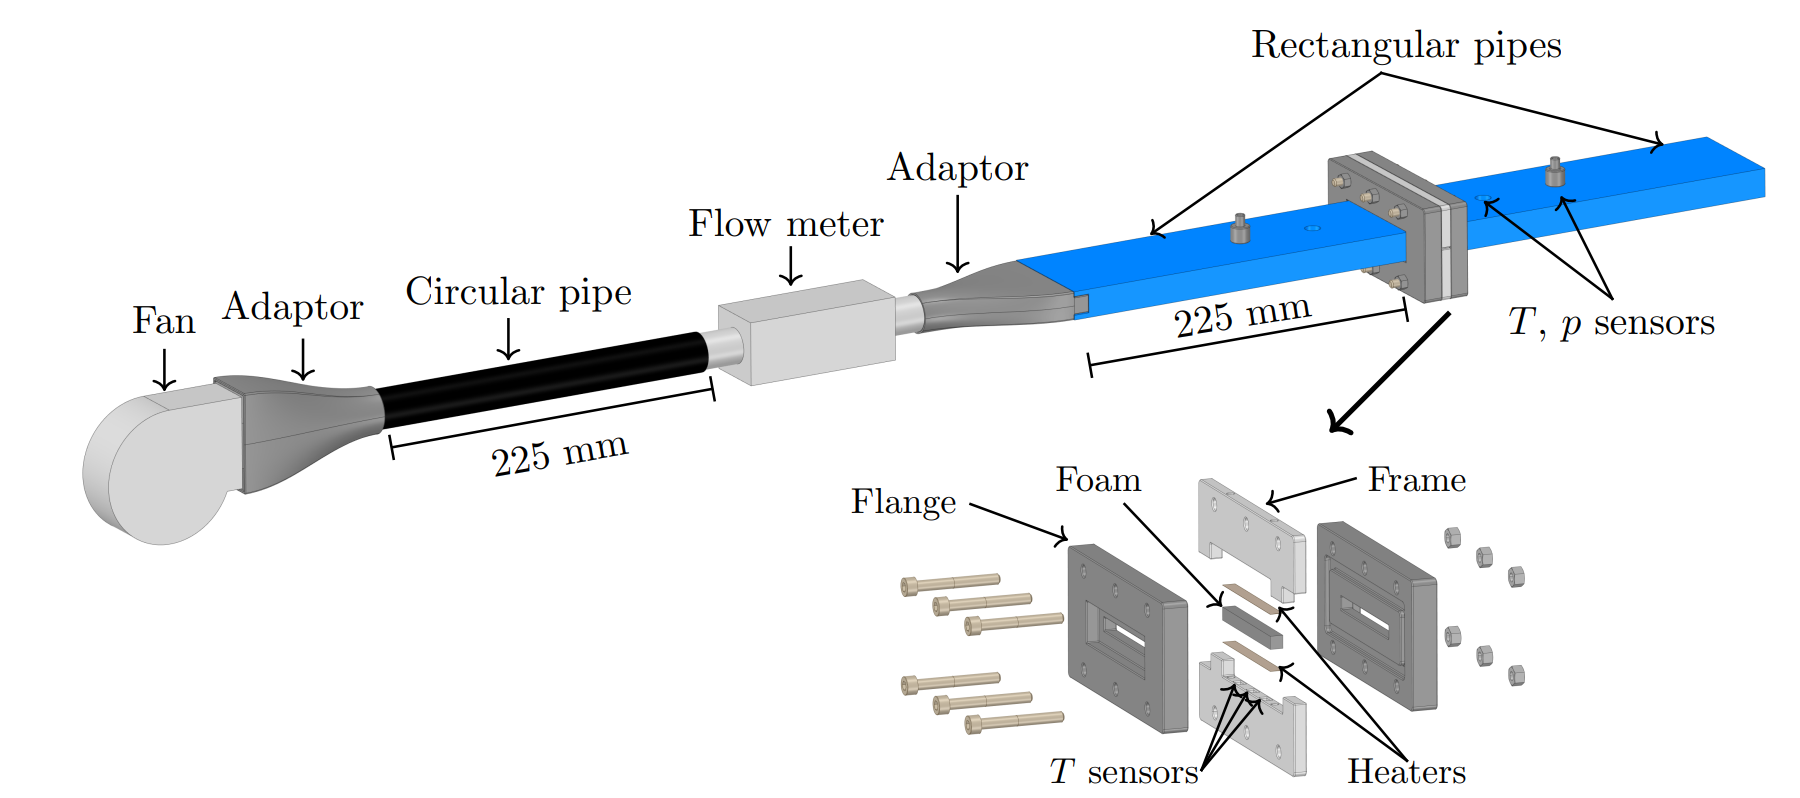 Rectangular pipes
Adaptor
Flow meter
Circular pipe
Adaptor
Fan
225 mm
T, p sensors
225 mm
Foam
Frame
Flange
T sensors
Heaters